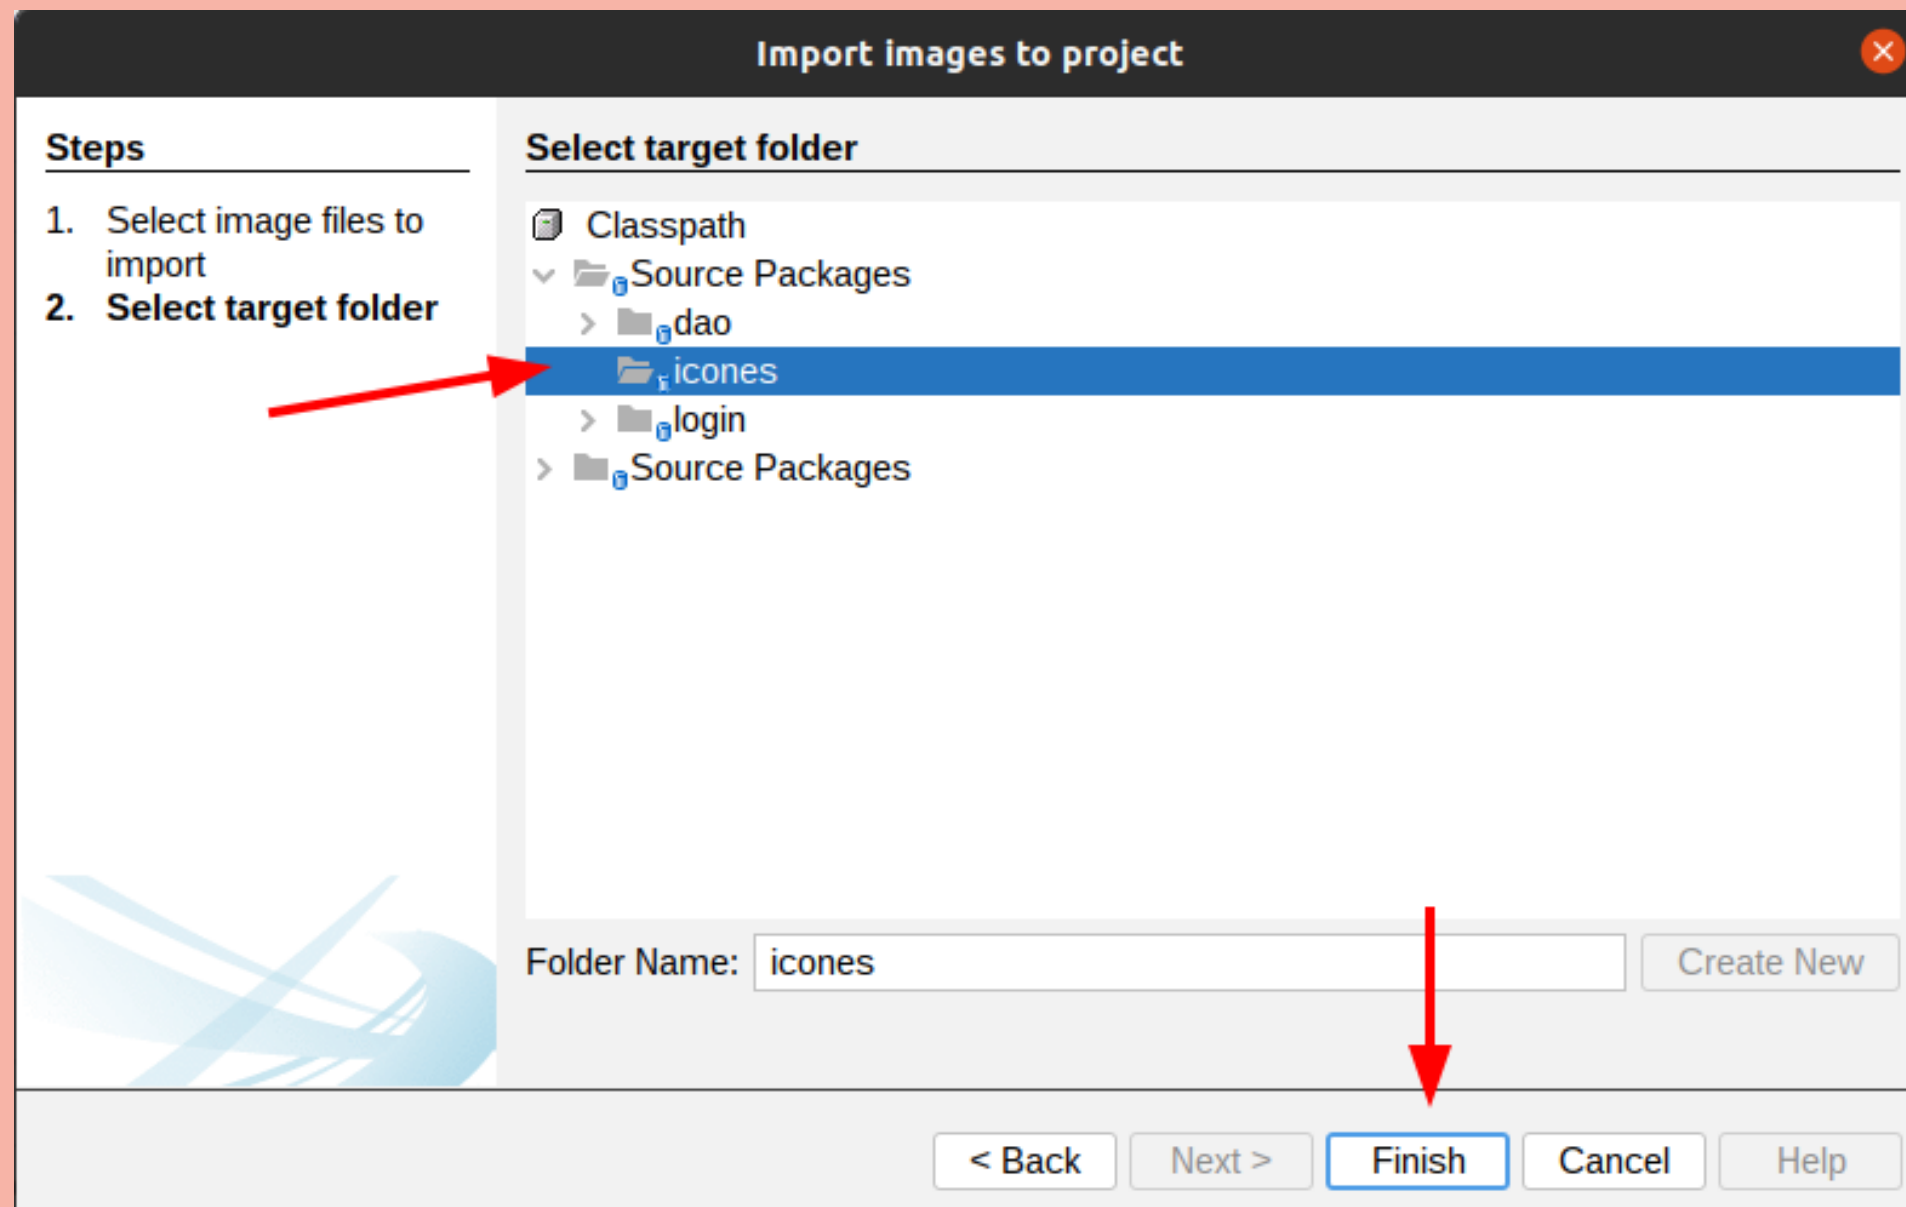 Import images to project
Steps
1. Select image files to
import
2. Select target folder
Select target folder
Classpath
Source Packages
dao
icones
login
Source Packages
Folder Name: icones Create New
< Back Next > Finish Cancel Help